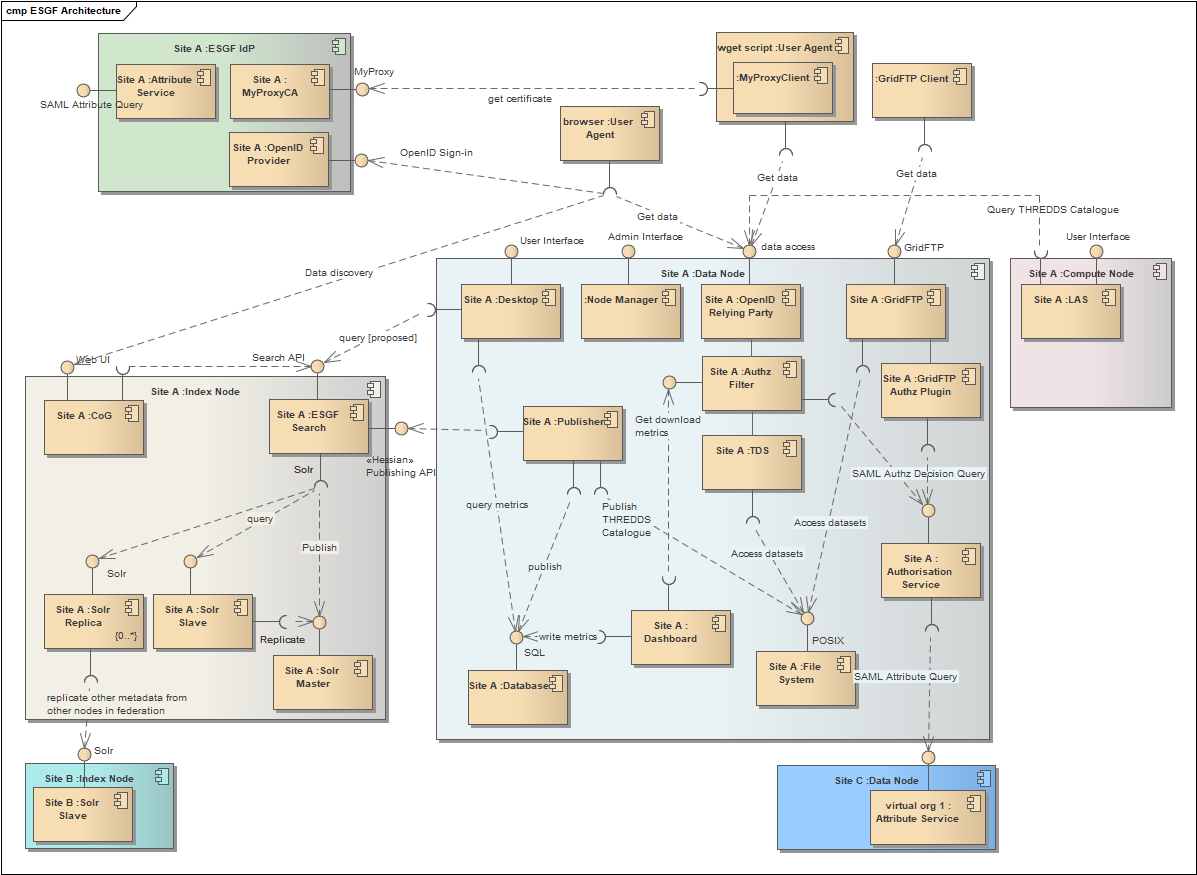 cmp ESGF Architecture
Site A :ESGF IdP
Site A :Attribute
Service
SAML Attribute Query
Site A :
MyProxyCA
Site A :OpenID
Provider
MyProxy
get certificate
OpenID Sign-in
browser :User
Agent
wget script :User Agent
:MyProxyClient
:GridFTP Client
Get data
Get data
Get data
Query THREDDS Catalogue
Data discovery
User Interface
Admin Interface
data access
GridFTP
User Interface
Site A :Data Node
Site A :Desktop
:Node Manager
Site A :OpenID
Relying Party
Site A :GridFTP
Site A :Compute Node
Site A :LAS
query [proposed]
Web UI
Search API
Site A :Index Node
Site A :CoG
Site A :ESGF
Search
Solr
«Hessian»
Publishing API
Site A :Publisher
Site A :Authz
Filter
Get download
metrics
Site A :GridFTP
Authz Plugin
Site A :TDS
SAML Authz Decision Query
query metrics
Publish
THREDDS
Catalogue
Access datasets
Access datasets
publish
query
Publish
Solr
Site A :Solr
Replica
{0..*}
Site A :Solr
Slave
Replicate
Site A :Solr
Master
replicate other metadata from
other nodes in federation
Site A :
Authorisation
Service
write metrics
SQL
Site A :
Dashboard
POSIX
Site A :File
System
Site A :Database
SAML Attribute Query
Solr
Site B :Index Node
Site B :Solr
Slave
Site C :Data Node
virtual org 1 :
Attribute Service